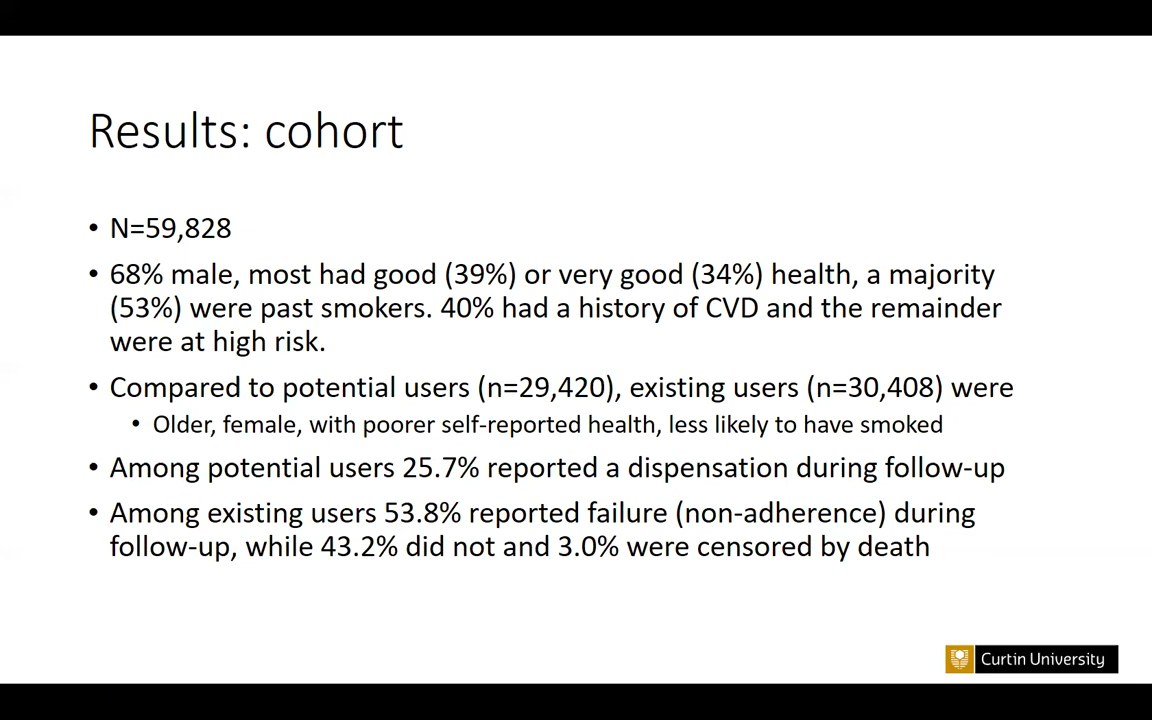 Results: cohort
• N=59,828
• 68% male, most had good (39%) or very good (34%) health, a majority
(53%) were past smokers. 40% had a history of CVD and the remainder
were at high risk.
• Compared to potential users (n=29,420), existing users (n=30,408) were
• Older, female, with poorer self-reported health, less likely to have smoked
• Among potential users 25.7% reported a dispensation during follow-up
• Among existing users 53.8% reported failure (non-adherence) during
follow-up, while 43.2% did not and 3.0% were censored by death
Curtin University